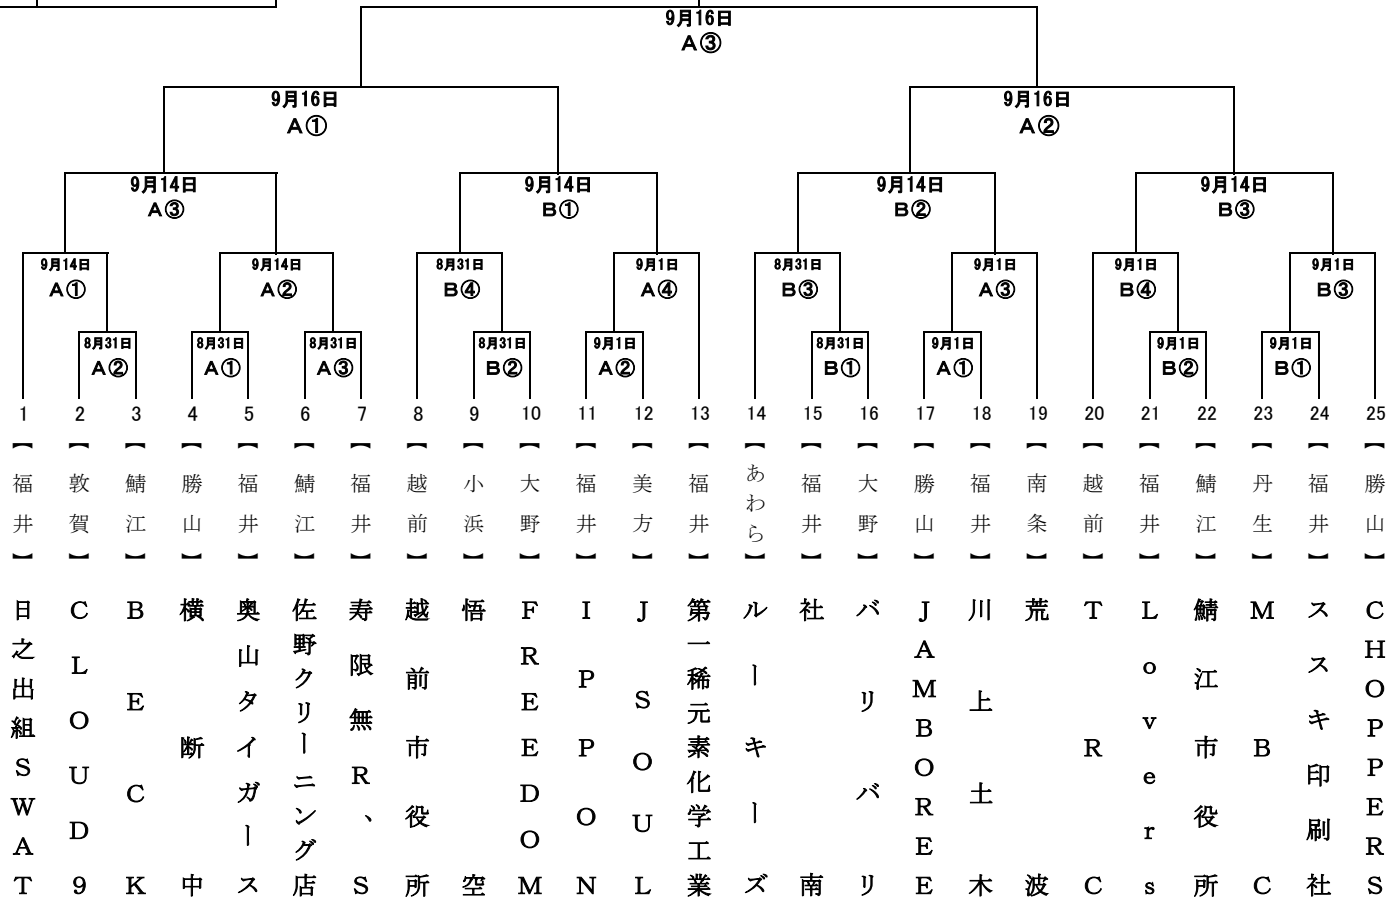 9月16日
A③
9月16日
A①
9月16日
A②
9月14日
A③
9月14日
B①
9月14日
B②
9月14日
B③
9月14日
A①
9月14日
A②
8月31日
B④
9月1日
A④
8月31日
B③
9月1日
A③
9月1日
B④
9月1日
B③
8月31日
A②
8月31日
A①
8月31日
A③
8月31日
B②
9月1日
A②
8月31日
B①
9月1日
A①
9月1日
B②
9月1日
B①
1
【福井】
日之出組SWAT
2
【敦賀】
CLOUD9
3
【鯖江】
BECK
4
【勝山】
横断中
5
【福井】
奥山タイガース
6
【鯖江】
佐野クリーニング店
7
【福井】
寿限無R、S
8
【越前】
越前市役所
9
【小浜】
悟空
10
【大野】
FREEDOM
11
【福井】
IPPON
12
【美方】
J SOUL
13
【福井】
第一稀元素化学工業
14
【あわら】
ルーキーズ
15
【福井】
社南
16
【大野】
バリバリ
17
【勝山】
JAMBOREE
18
【福井】
川上土木
19
【南条】
荒波
20
【越前】
TRC
21
【福井】
Lovers
22
【鯖江】
鯖江市役所
23
【丹生】
MBC
24
【福井】
ススキ印刷社
25
【勝山】
CHOPPERS